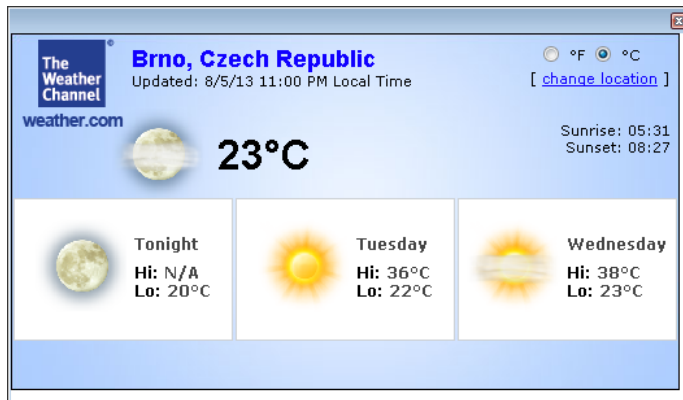 The
Weather
Channel
weather.com
Brno, Czech Republic
Updated: 8/5/13 11:00 PM Local Time
°F °C
[ change location ]
23°C
Sunrise: 05:31
Sunset: 08:27
Tonight
Hi: N/A
Lo: 20°C
Tuesday
Hi: 36°C
Lo: 22°C
Wednesday
Hi: 38°C
Lo: 23°C